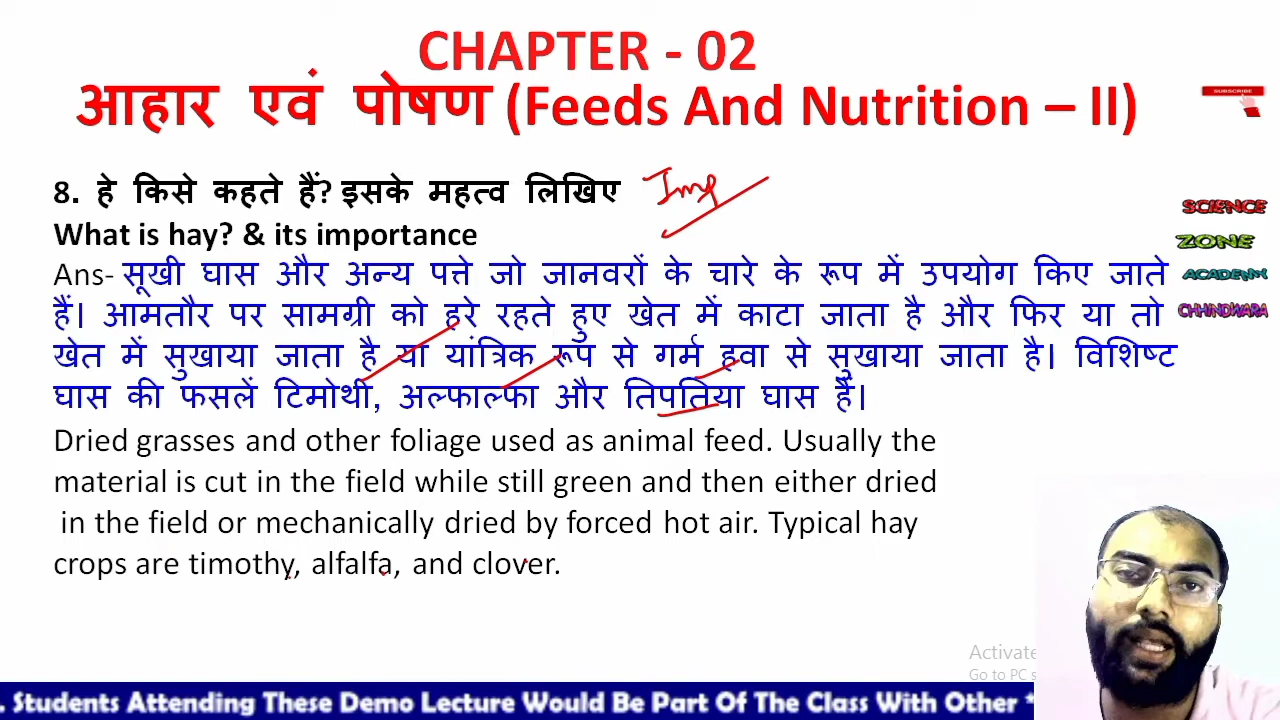 CHAPTER - 02
आहार एवं पोषण (Feeds And Nutrition – II)
SUBSCRIBE
8. हे किसे कहते हैं? इसके महत्व लिखिए
Imp
What is hay? & its importance
Ans- सूखी घास और अन्य पत्ते जो जानवरों के चारे के रूप में उपयोग किए जाते
हैं। आमतौर पर सामग्री को हरे रहते हुए खेत में काटा जाता है और फिर या तो
खेत में सुखाया जाता है या यांत्रिक रूप से गर्म हवा से सुखाया जाता है। विशिष्ट
घास की फसलें टिमोथी, अल्फाल्फा और तिपतिया घास हैं।
Dried grasses and other foliage used as animal feed. Usually the
material is cut in the field while still green and then either dried
in the field or mechanically dried by forced hot air. Typical hay
crops are timothy, alfalfa, and clover.
SCIENCE
ZONE
ACADEMY
CHHINDWARA
Activate
Go to PC s
. Students Attending These Demo Lecture Would Be Part Of The Class With Other *